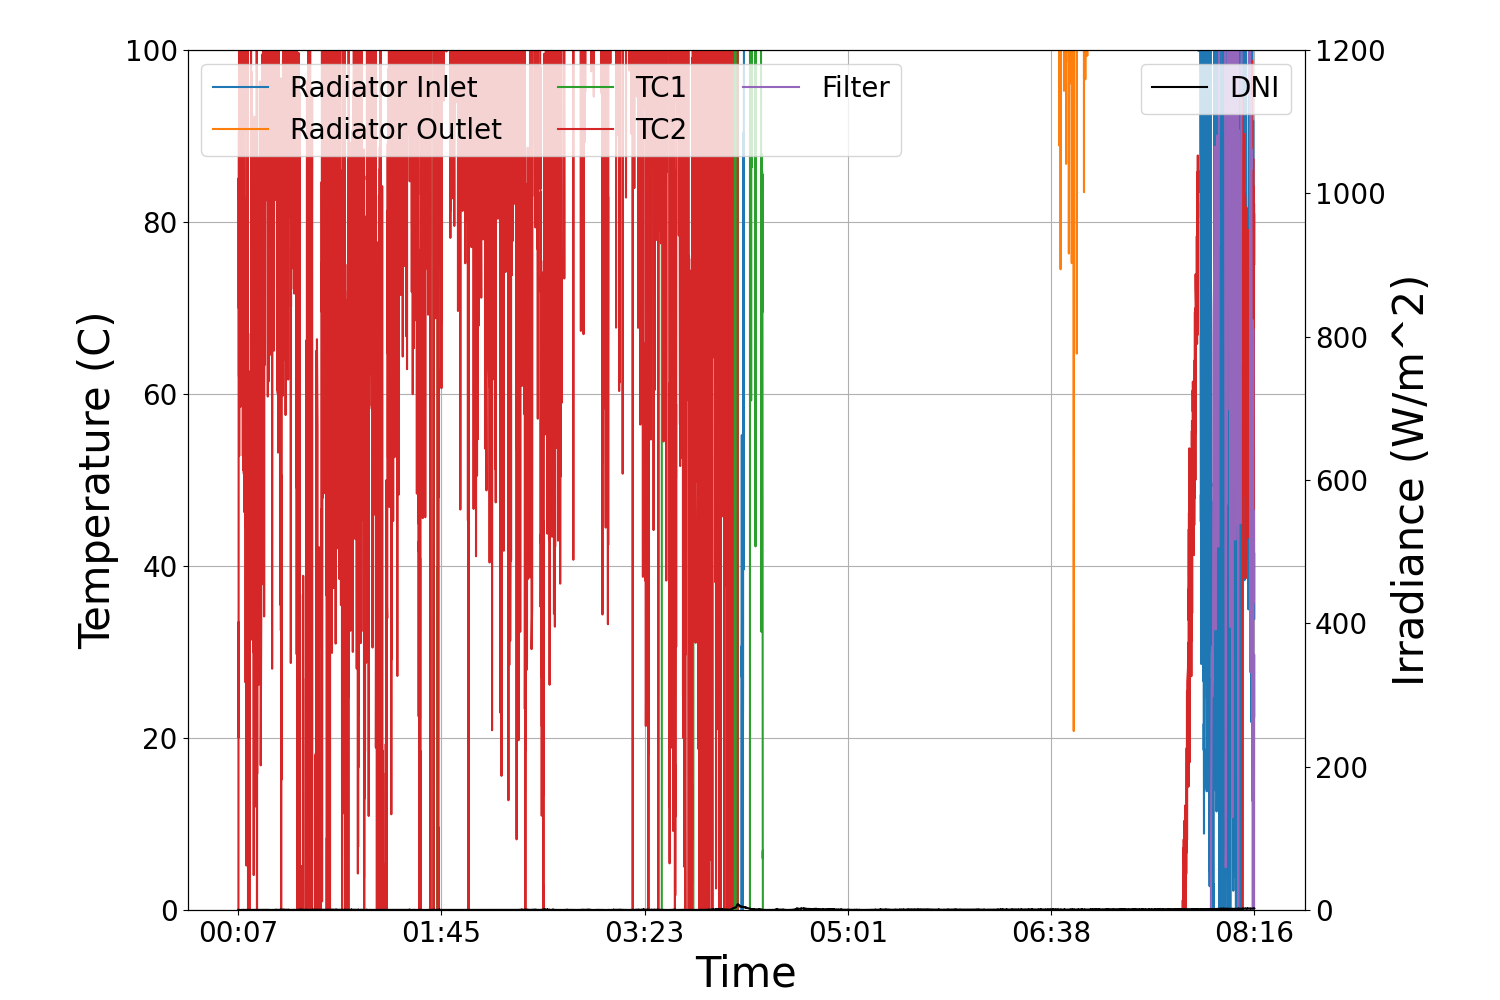 100
80
60
40
20
0
Temperature (C)
Radiator Inlet
Radiator Outlet
TC1
TC2
Filter
DNI
1200
1000
800
600
400
200
0
Irradiance (W/m^2)
00:07
01:45
03:23
05:01
06:38
08:16
Time